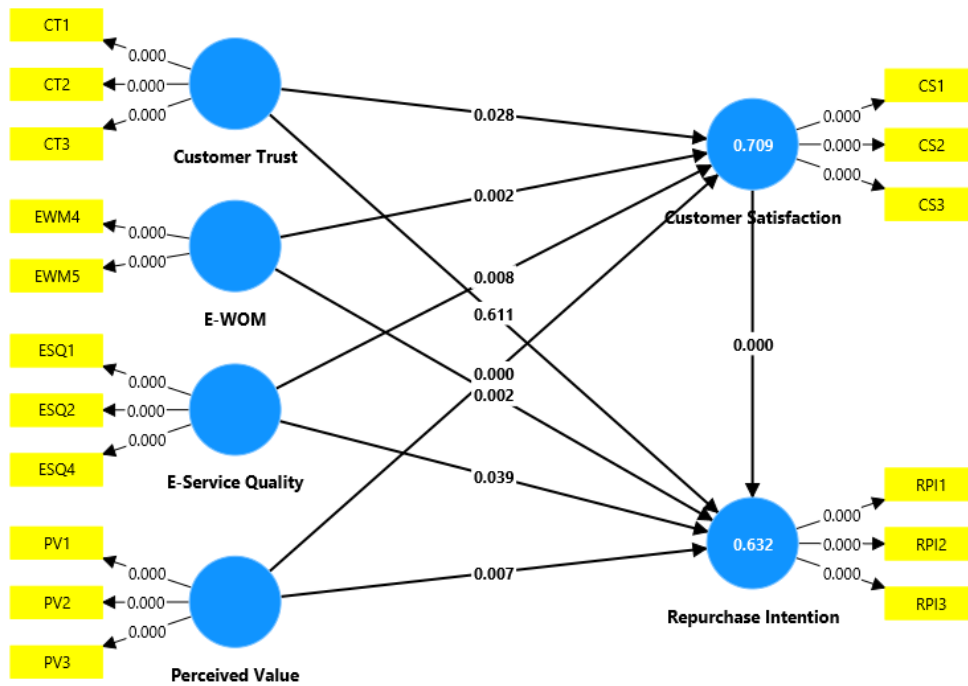 CT1
0.000
CT2
0.000
0.000
CT3
Customer Trust
EWM4
0.000
EWM5
0.000
E-WOM
ESQ1
0.000
ESQ2
0.000
0.000
ESQ4
E-Service Quality
PV1
0.000
PV2
0.000
0.000
PV3
Perceived Value
0.028
0.002
0.008
0.611
0.000
0.002
0.039
0.007
0.709
Customer Satisfaction
0.000
0.632
Repurchase Intention
CS1
0.000
CS2
0.000
0.000
CS3
RPI1
0.000
RPI2
0.000
0.000
RPI3